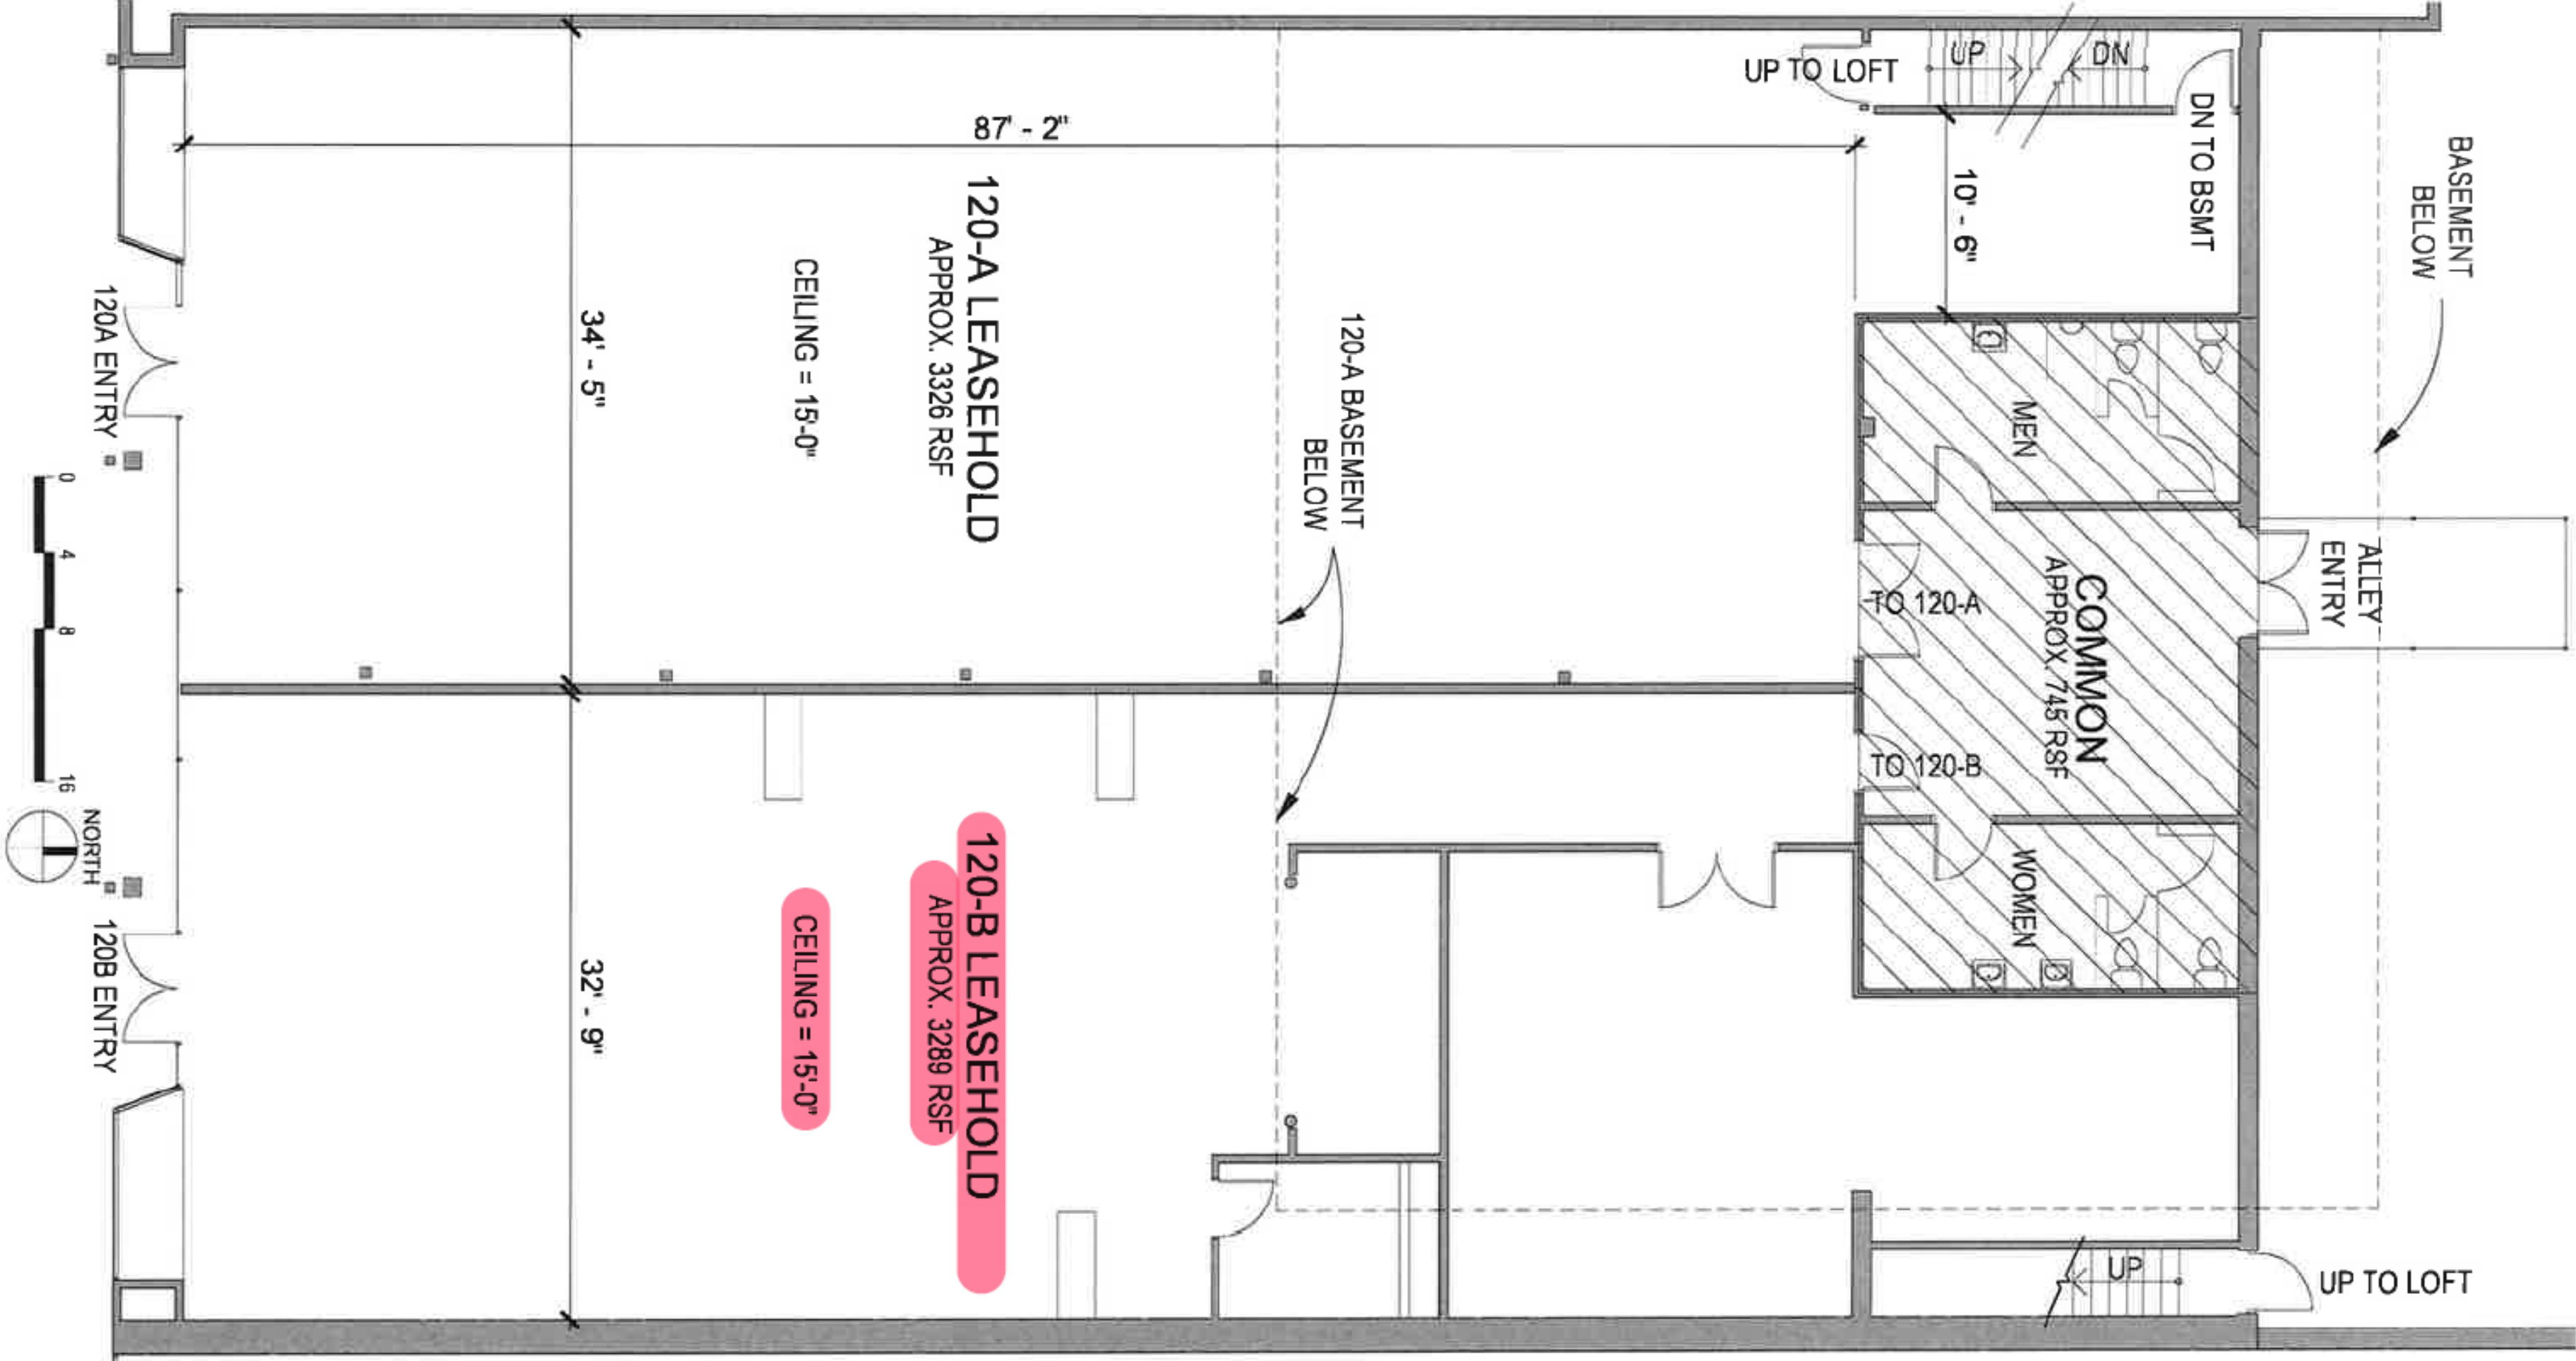 UP TO LOFT
UP
DN
DN TO BSMT
BASEMENT
BELOW
87' - 2"
10' - 6"
120-A LEASEHOLD
APPROX. 3326 RSF
CEILING = 15'-0"
34' - 5"
120A ENTRY
120-A BASEMENT
BELOW
MEN
ALLEY
ENTRY
COMMON
APPROX. 745 RSF
TO 120-A
TO 120-B
WOMEN
0
4
8
16
NORTH
120B ENTRY
32' - 9"
120-B LEASEHOLD
APPROX. 3289 RSF
CEILING = 15'-0"
UP
UP TO LOFT